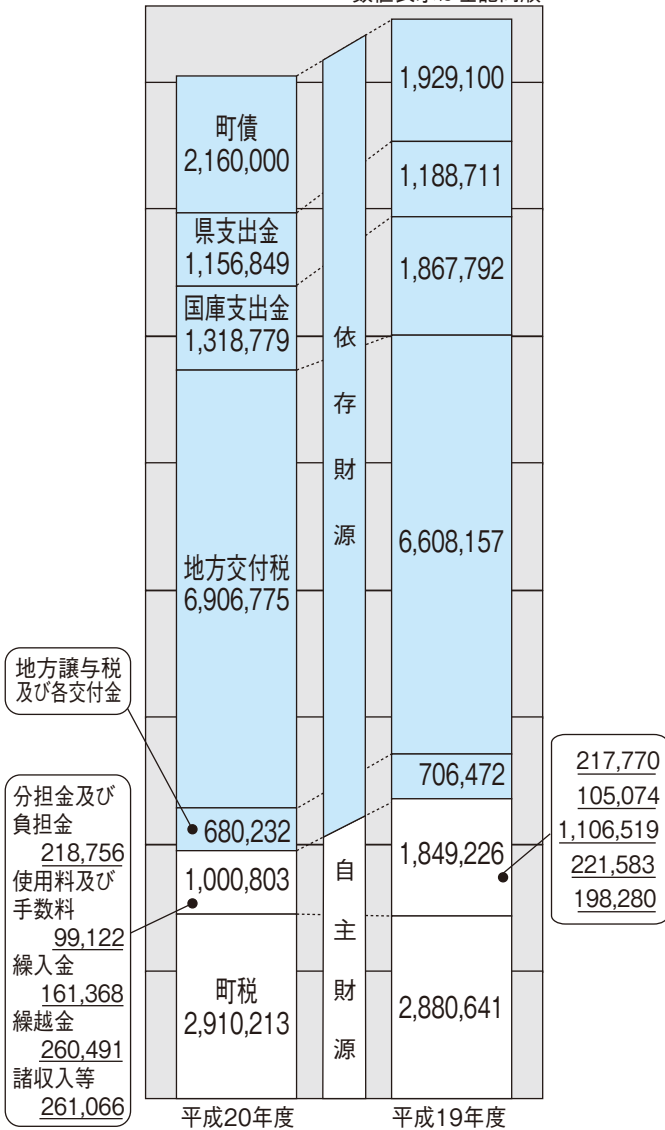 数値表示は左記同順
町債
2,160,000
県支出金
1,156,849
国庫支出金
1,318,779
地方交付税
6,906,775
地方譲与税
及び各交付金
680,232
1,000,803
分担金及び
負担金
218,756
使用料及び
手数料
99,122
繰入金
161,368
繰越金
260,491
諸収入等
261,066
町税
2,910,213
平成20年度
依存財源
自主財源
1,929,100
1,188,711
1,867,792
6,608,157
706,472
1,849,226
217,770
105,074
1,106,519
221,583
198,280
2,880,641
平成19年度